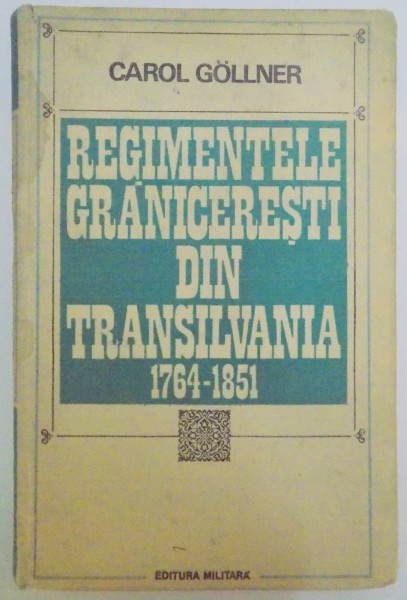 CAROL GÖLLNER
REGIMENTELE
GRĂNICEREȘTI
DIN
TRANSILVANIA
1764-1851
EDITURA MILITARĂ